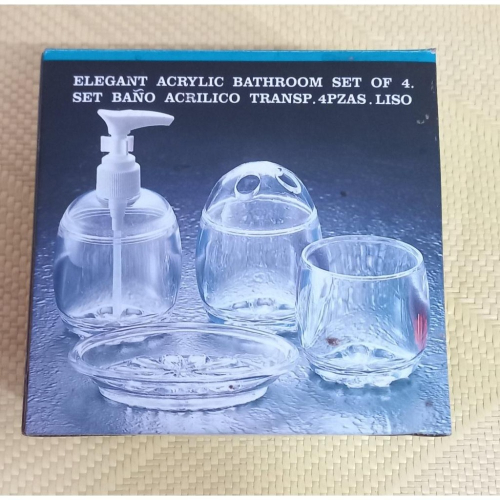 ELEGANT ACRYLIC BATHROOM SET OF 4.
SET BAÑO ACRILICO TRANSP.4PZAS.LISO